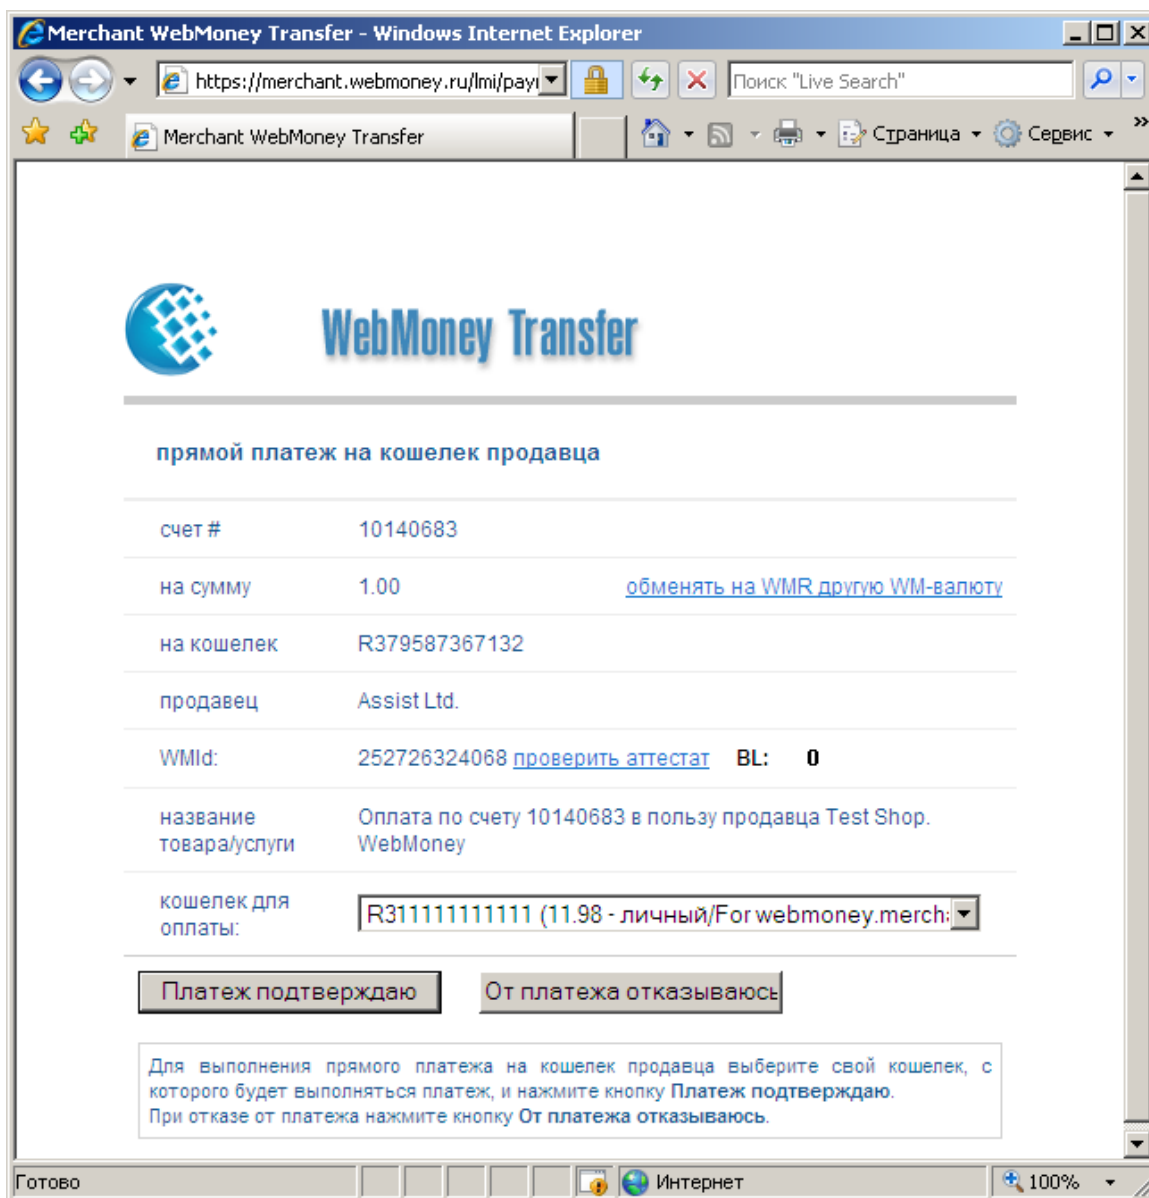 Merchant WebMoney Transfer - Windows Internet Explorer
https://merchant.webmoney.ru/lmi/payı
Поиск "Live Search"
Merchant WebMoney Transfer
Страница
Сервис
»
WebMoney Transfer
прямой платеж на кошелек продавца
счет # 10140683
на сумму 1.00 обменять на WMR другую WM-валюту
на кошелек R379587367132
продавец Assist Ltd.
WMId: 252726324068 проверить аттестат BL: 0
название Оплата по счету 10140683 в пользу продавца Test Shop.
товара/услуги WebMoney
кошелек для
оплаты: R311111111111 (11.98 - личный/For webmoney.mercha
Платеж подтверждаю От платежа отказываюсь
Для выполнения прямого платежа на кошелек продавца выберите свой кошелек, с
которого будет выполняться платеж, и нажмите кнопку Платеж подтверждаю.
При отказе от платежа нажмите кнопку От платежа отказываюсь.
Готово Интернет 100%